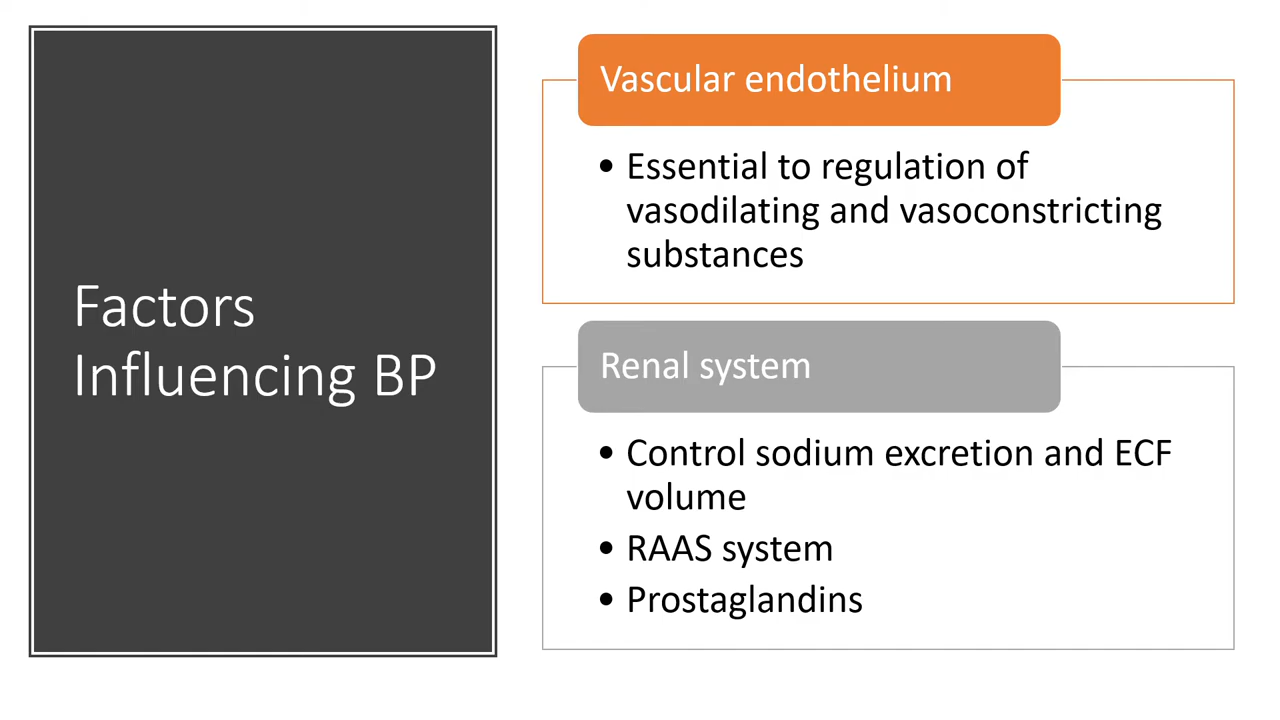 Factors
Influencing BP
Vascular endothelium
• Essential to regulation of
vasodilating and vasoconstricting
substances
Renal system
• Control sodium excretion and ECF
volume
• RAAS system
• Prostaglandins